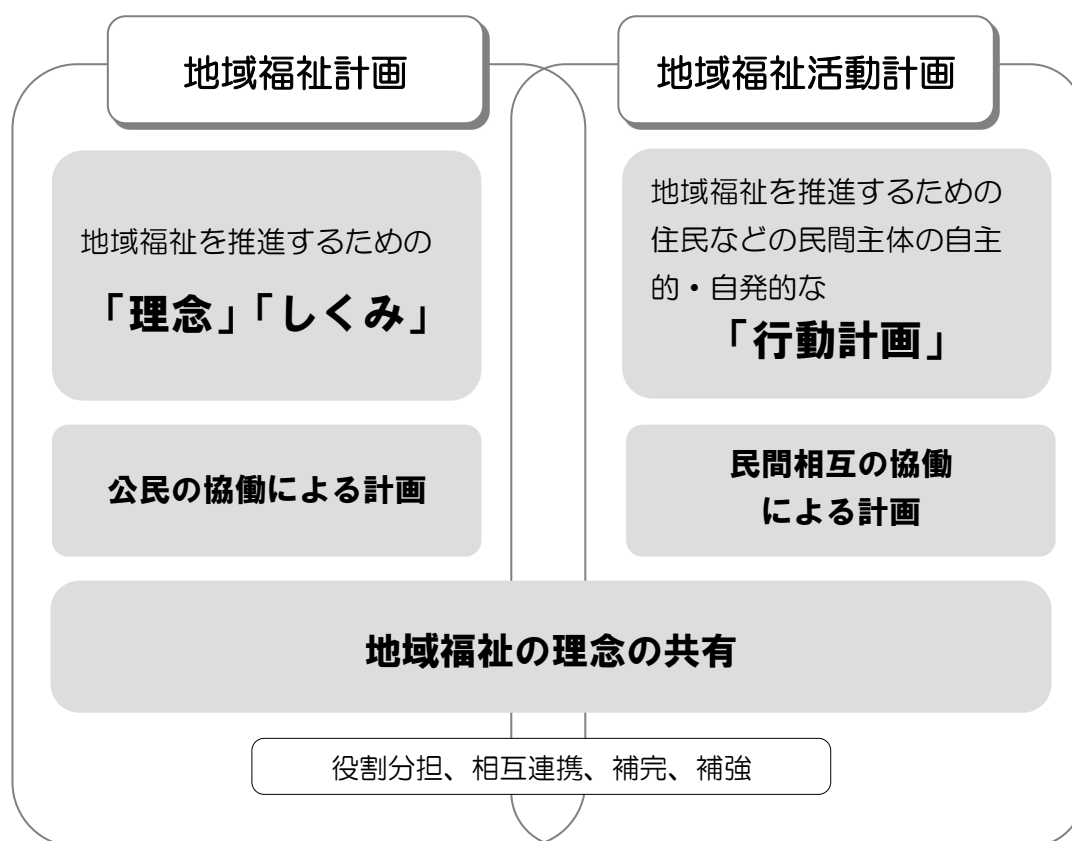 地域福祉計画
地域福祉を推進するための
「理念」「しくみ」
公民の協働による計画
地域福祉活動計画
地域福祉を推進するための
住民などの民間主体の自主
的・自発的な
「行動計画」
民間相互の協働
による計画
地域福祉の理念の共有
役割分担、相互連携、補完、補強